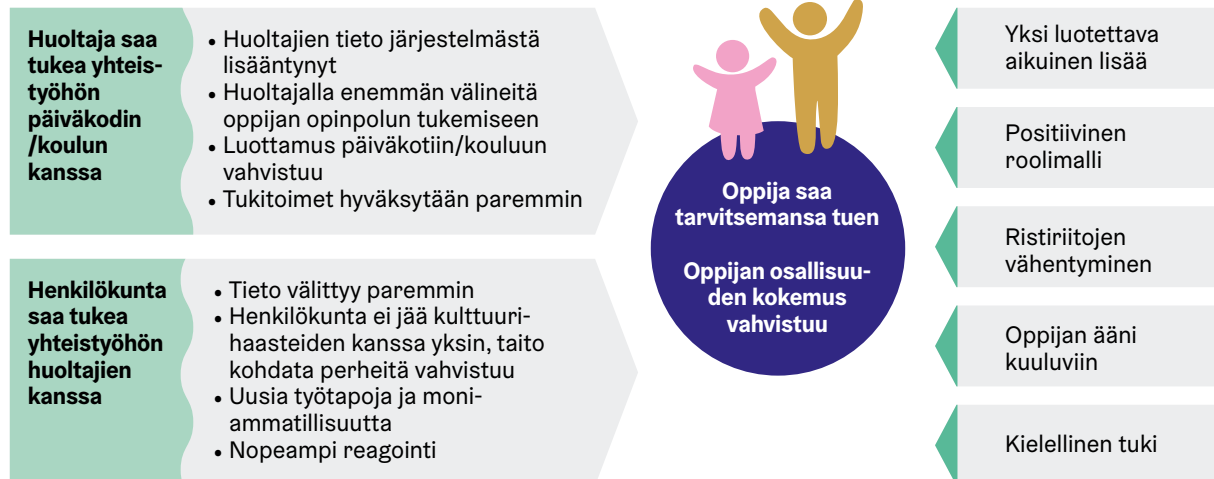 Huoltaja saa
tukea yhteis-
työhön
päiväkodin
/koulun
kanssa
• Huoltajien tieto järjestelmästä
lisääntynyt
• Huoltajalla enemmän välineitä
oppijan opinpolun tukemiseen
• Luottamus päiväkotiin/kouluun
vahvistuu
• Tukitoimet hyväksytään paremmin
Henkilökunta
saa tukea
yhteistyöhön
huoltajien
kanssa
• Tieto välittyy paremmin
• Henkilökunta ei jää kulttuuri-
haasteiden kanssa yksin, taito
kohdata perheitä vahvistuu
• Uusia työtapoja ja moni-
ammatillisuutta
• Nopeampi reagointi
Oppija saa
tarvitsemansa tuen
Oppijan osallisuu-
den kokemus
vahvistuu
Yksi luotettava
aikuinen lisää
Positiivinen
roolimalli
Ristiriitojen
vähentyminen
Oppijan ääni
kuuluviin
Kielellinen tuki